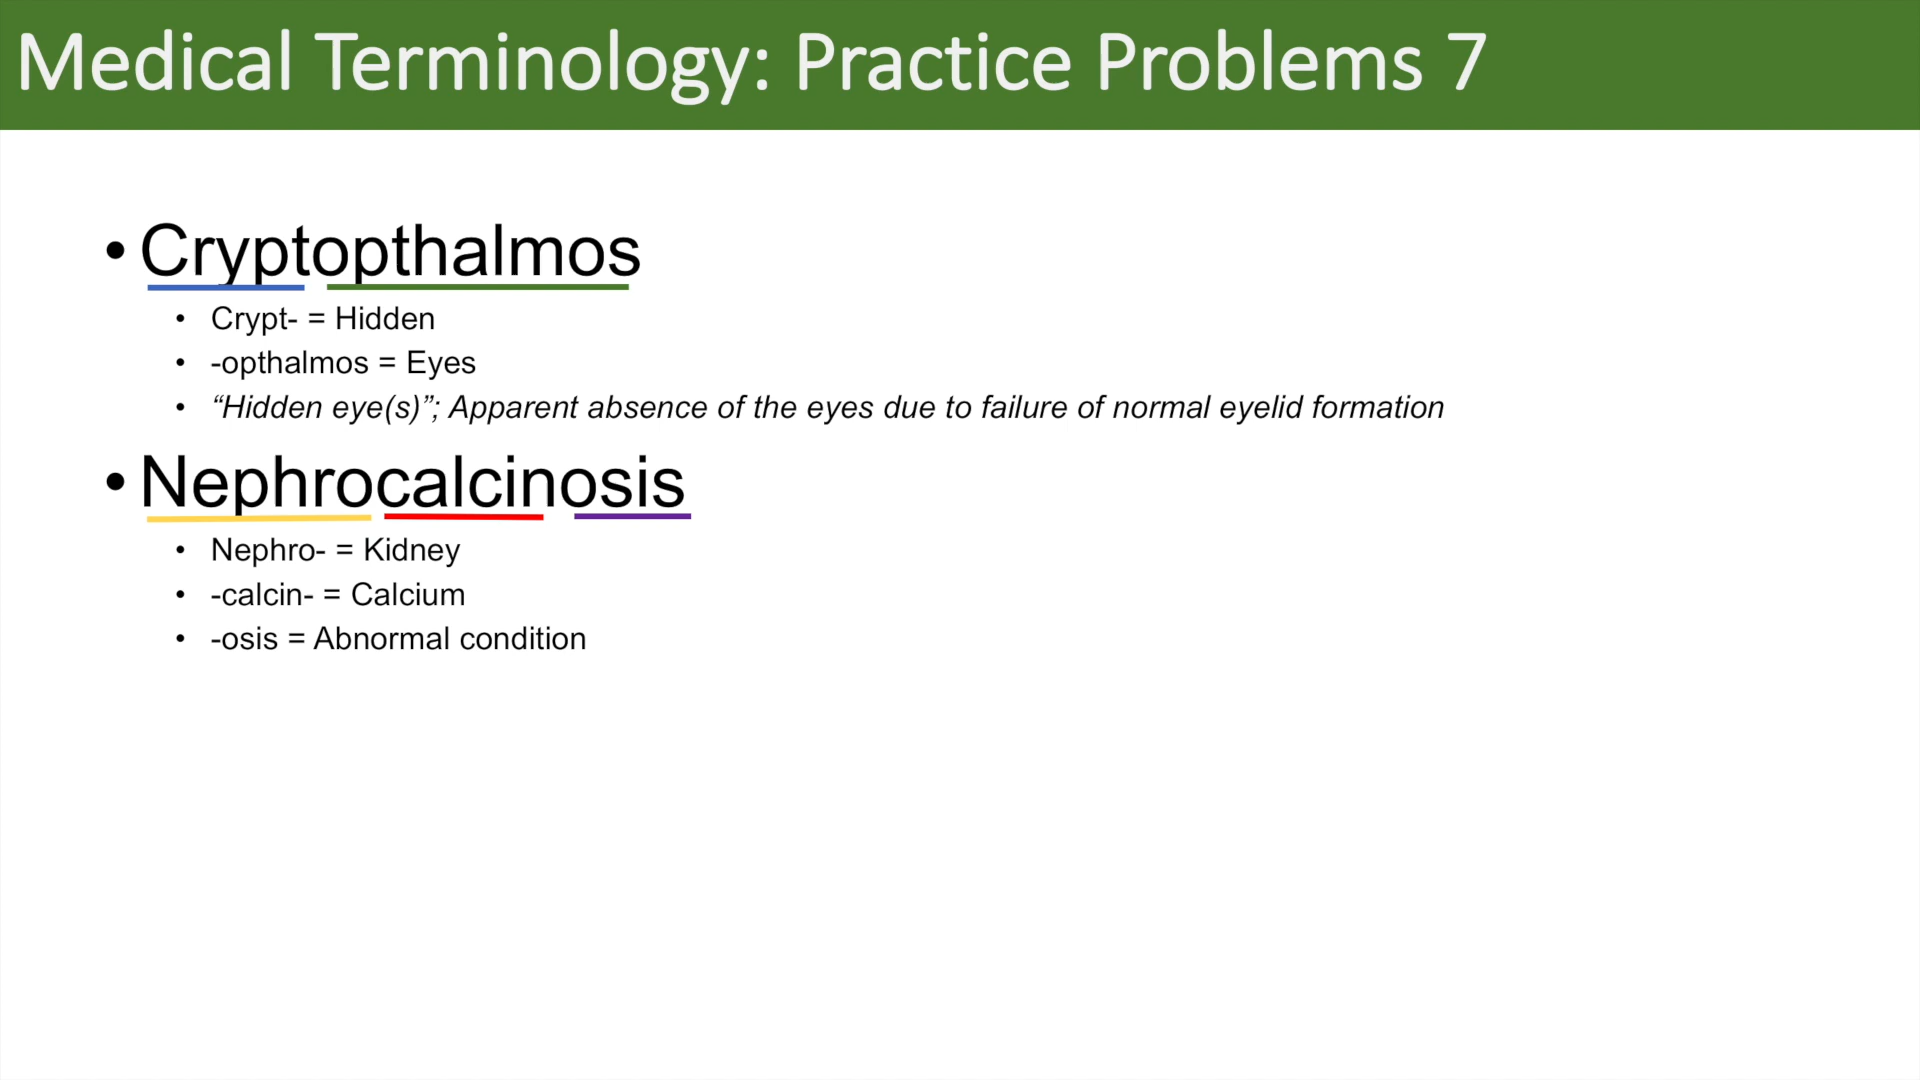 Medical Terminology: Practice Problems 7
• Cryptopthalmos
• Crypt- = Hidden
• -opthalmos = Eyes
• “Hidden eye(s)”; Apparent absence of the eyes due to failure of normal eyelid formation
• Nephrocalcinosis
• Nephro- = Kidney
• -calcin- = Calcium
• -osis = Abnormal condition